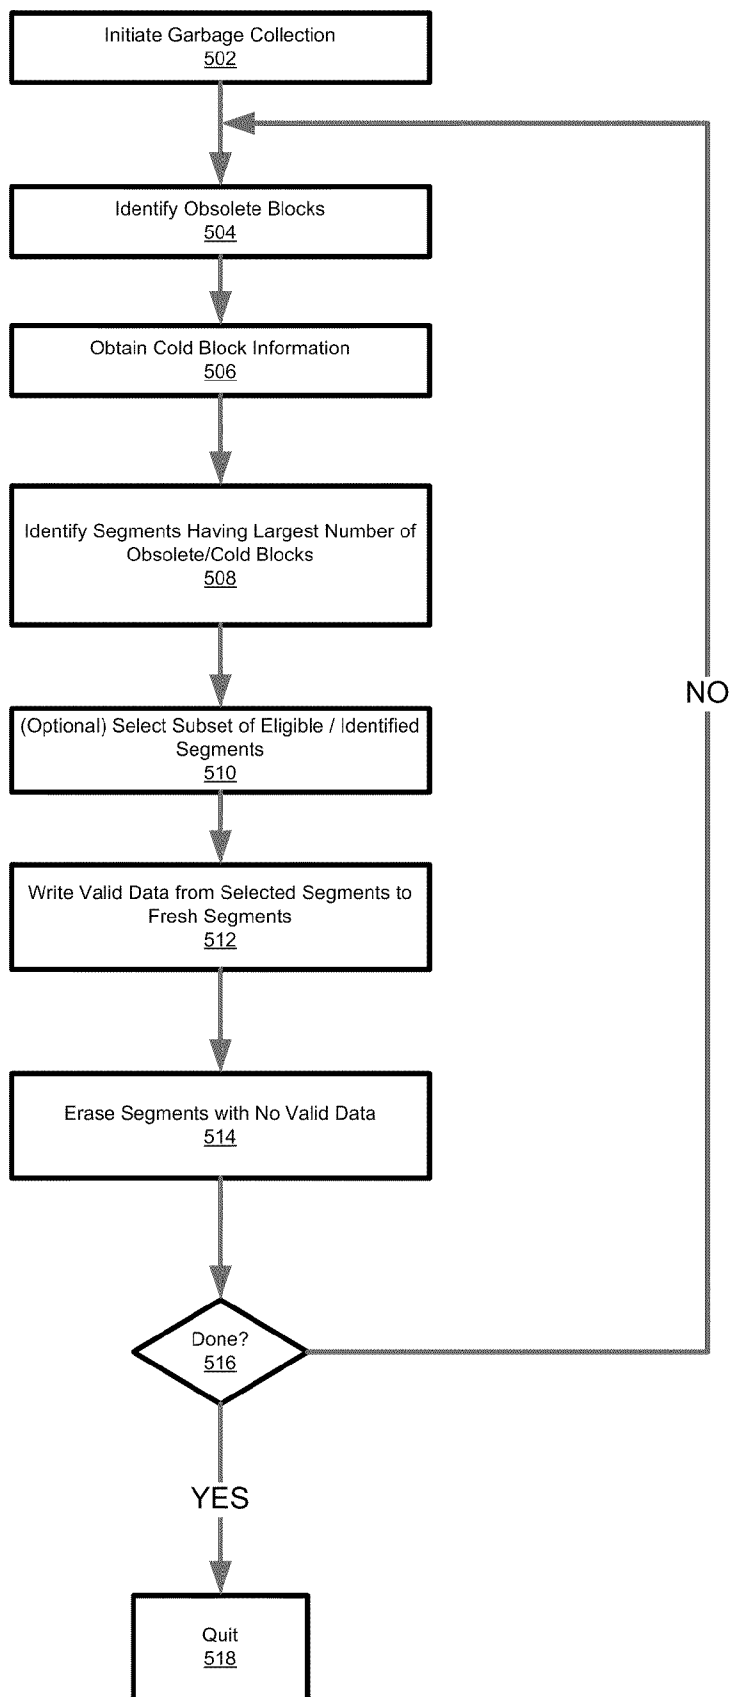 Initiate Garbage Collection
502
Identify Obsolete Blocks
504
Obtain Cold Block Information
506
Identify Segments Having Largest Number of
Obsolete/Cold Blocks
508
NO
(Optional) Select Subset of Eligible / Identified
Segments
510
Write Valid Data from Selected Segments to
Fresh Segments
512
Erase Segments with No Valid Data
514
Done?
516
YES
Quit
518